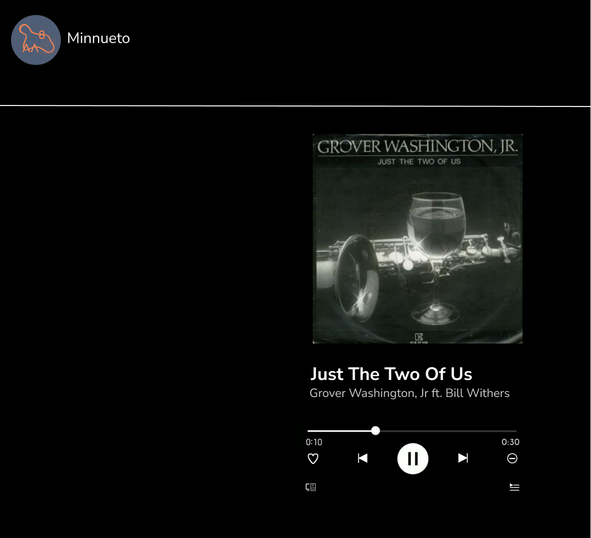 Minnueto
GROVER WASHINGTON, JR.
JUST THE TWO OF US
Just The Two Of Us
Grover Washington, Jr ft. Bill Withers
0:10
0:30